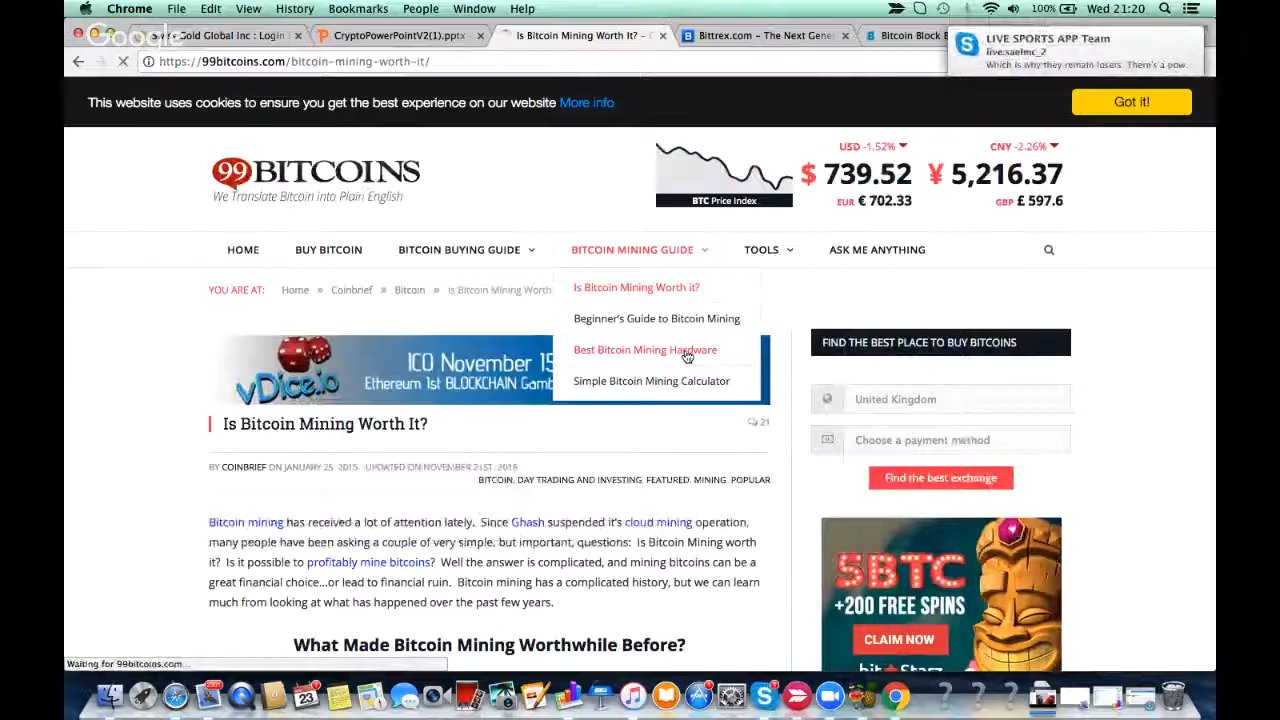 Chrome File Edit View History Bookmarks People Window Help 100% Wed 21:20
Google
Gold Global Inc : Login CryptoPowerPointV2(1).pptx Is Bitcoin Mining Worth It? – Bittrex.com – The Next Gene Bitcoin Block
LIVE SPORTS APP Team
live:saelmc_2
Which is why they remain losers. There's a pow.
https://99bitcoins.com/bitcoin-mining-worth-it/
This website uses cookies to ensure you get the best experience on our website More info
Got it!
99BITCOINS
We Translate Bitcoin into Plain English
BTC Price Index
USD -1.52%
$ 739.52
EUR € 702.33
CNY -2.26%
¥ 5,216.37
GBP £ 597.6
HOME BUY BITCOIN BITCOIN BUYING GUIDE BITCOIN MINING GUIDE TOOLS ASK ME ANYTHING
YOU ARE AT: Home » Coinbrief » Bitcoin » Is Bitcoin Mining Worth
Is Bitcoin Mining Worth it?
Beginner's Guide to Bitcoin Mining
Best Bitcoin Mining Hardware
Simple Bitcoin Mining Calculator
vDice.io
ICO November 15
Ethereum 1st BLOCKCHAIN Gamb
Is Bitcoin Mining Worth It?
21
BY COINBRIEF ON JANUARY 25, 2015 UPDATED ON NOVEMBER 21ST, 2016
BITCOIN, DAY TRADING AND INVESTING, FEATURED, MINING, POPULAR
Bitcoin mining has received a lot of attention lately. Since Ghash suspended it's cloud mining operation,
many people have been asking a couple of very simple, but important, questions: Is Bitcoin Mining worth
it? Is it possible to profitably mine bitcoins? Well the answer is complicated, and mining bitcoins can be a
great financial choice...or lead to financial ruin. Bitcoin mining has a complicated history, but we can learn
much from looking at what has happened over the past few years.
What Made Bitcoin Mining Worthwhile Before?
FIND THE BEST PLACE TO BUY BITCOINS
United Kingdom
Choose a payment method
Find the best exchange
5BTC
+200 FREE SPINS
CLAIM NOW
bitStarz
Waiting for 99bitcoins.com...
23